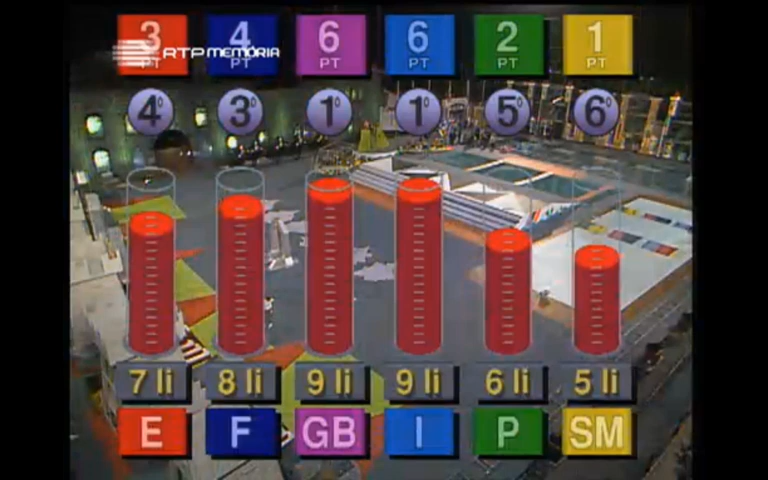 3 4 6 6 2 1
PT PT PT PT PT PT
RTP MEMÓRIA
4º 3º 1º 1º 5º 6º
7 li 8 li 9 li 9 li 6 li 5 li
E F GB I P SM